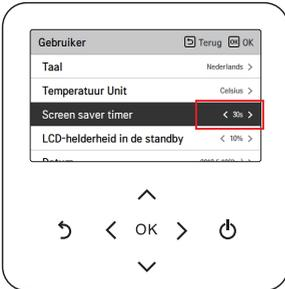 Gebruiker Terug OK OK
Taal Nederlands >
Temperatuur Unit Celsius >
Screen saver timer < 30s >
LCD-helderheid in de standby < 10% >
Datum
OK